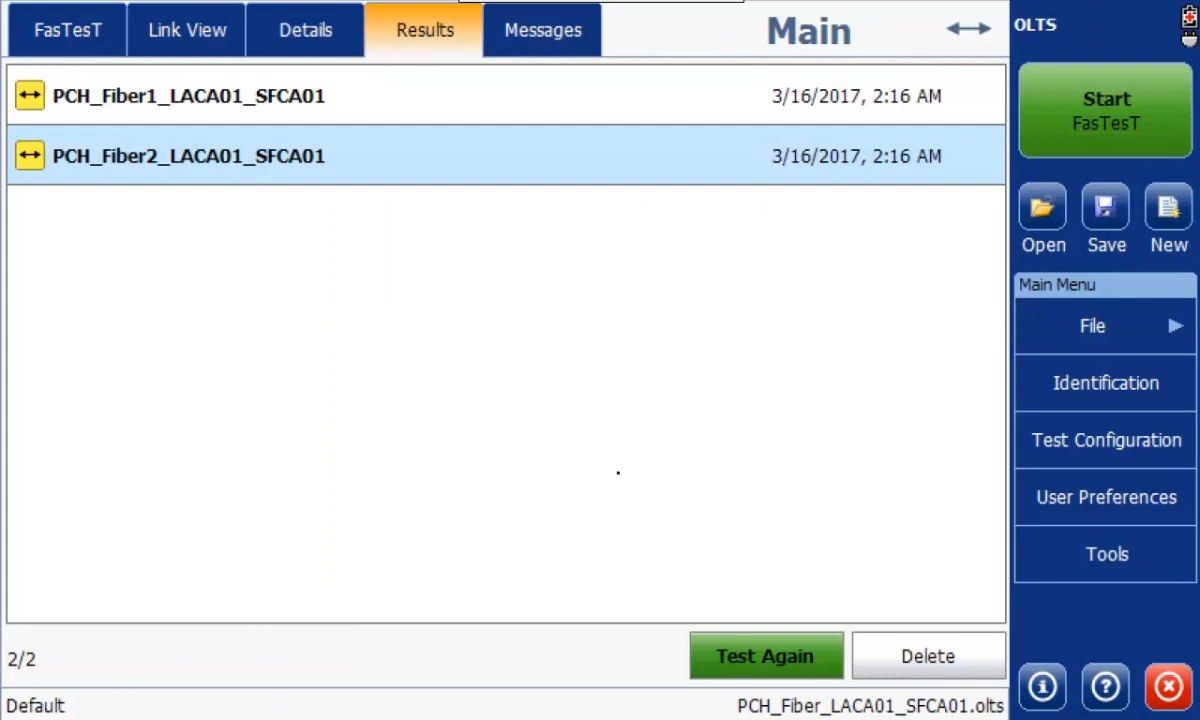 FasTesT
Link View
Details
Results
Messages
Main
OLTS
PCH_Fiber1_LACA01_SFCA01 3/16/2017, 2:16 AM
PCH_Fiber2_LACA01_SFCA01 3/16/2017, 2:16 AM
Start
FasTesT
Open
Save
New
Main Menu
File
Identification
Test Configuration
User Preferences
Tools
2/2
Test Again
Delete
Default
PCH_Fiber_LACA01_SFCA01.olts